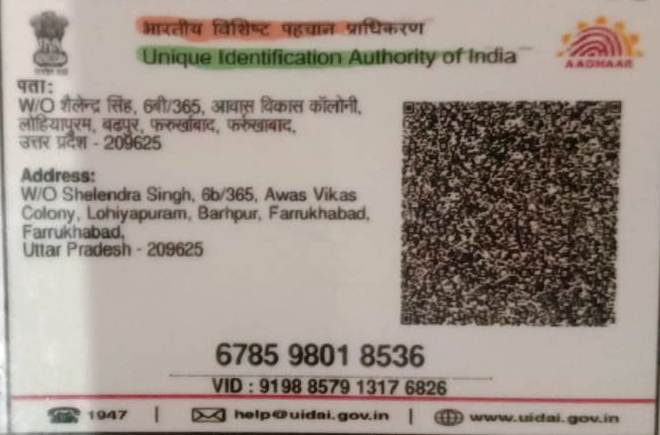 भारतीय विशिष्ट पहचान प्राधिकरण
Unique Identification Authority of India
AADHAAR
पता:
W/O शैलेन्द्र सिंह, 6बी/365, आवास विकास कॉलोनी,
लोहियापुरम, बढपुर, फरुखाबाद, फर्रुखाबाद,
उत्तर प्रदेश - 209625
Address:
W/O Shelendra Singh, 6b/365, Awas Vikas
Colony, Lohiyapuram, Barhpur, Farrukhabad,
Farrukhabad,
Uttar Pradesh - 209625
6785 9801 8536
VID : 9198 8579 1317 6826
1947 | help@uidai.gov.in | www.uidai.gov.in